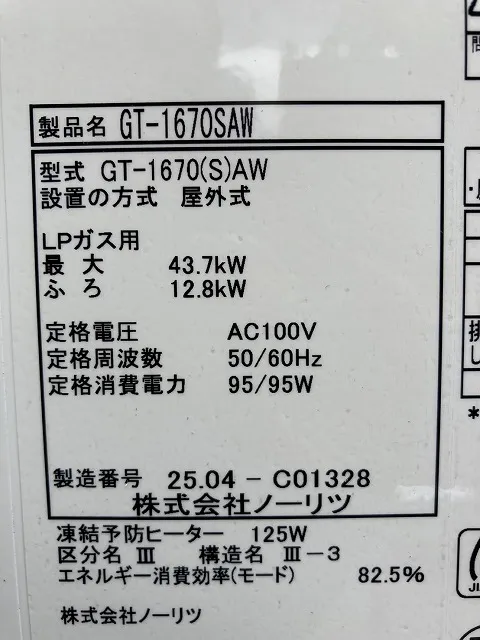 製品名 GT-1670SAW
型式 GT-1670(S)AW
設置の方式 屋外式
LPガス用
最 大 43.7kW
ふ ろ 12.8kW
定格電圧 AC100V
定格周波数 50/60Hz
定格消費電力 95/95W
製造番号 25.04 - C01328
株式会社ノーリツ
凍結予防ヒーター 125W
区分名 Ⅲ 構造名 Ⅲ-3
エネルギー消費効率(モード) 82.5%
株式会社ノーリツ